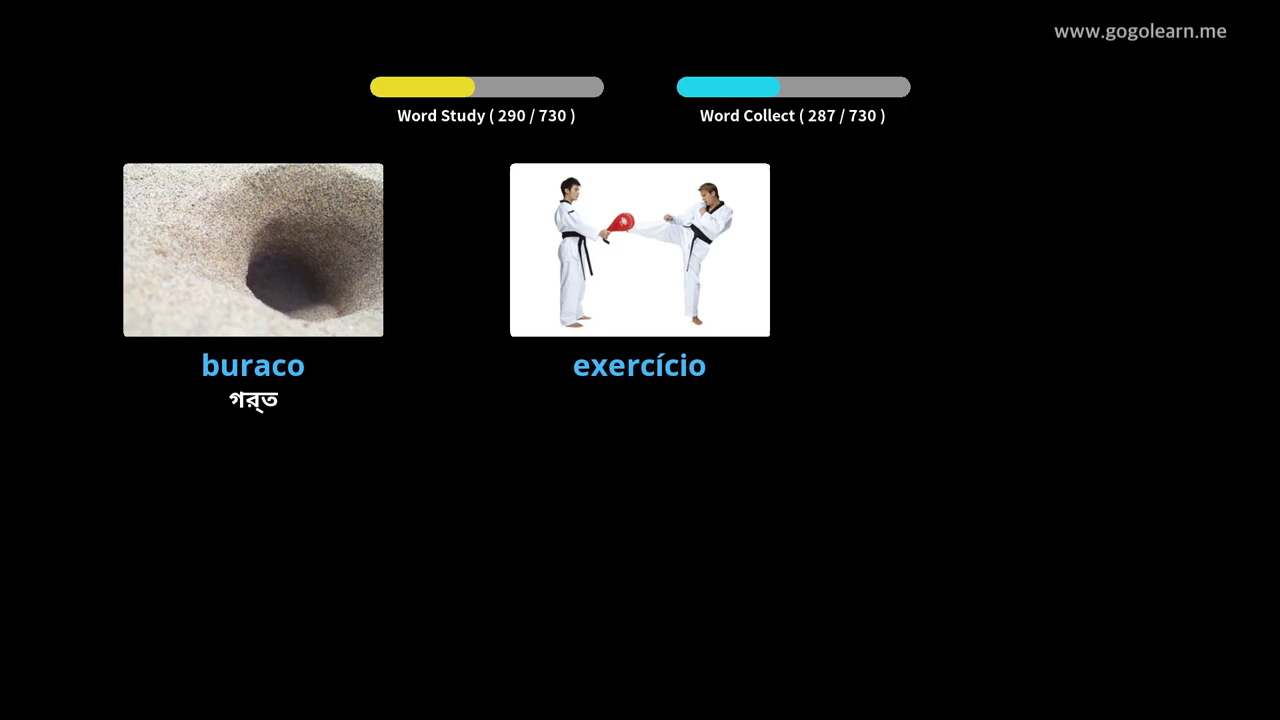 www.gogolearn.me
Word Study ( 290 / 730 )
Word Collect ( 287 / 730 )
buraco
exercício
গর্ত